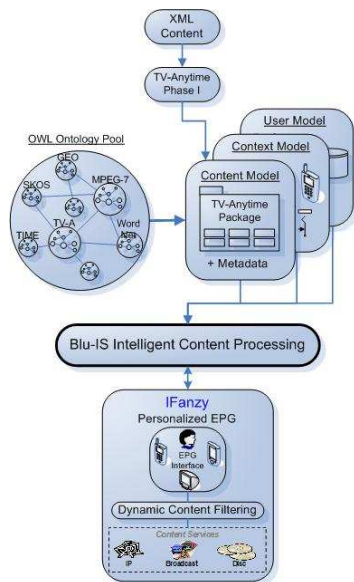 XML
Content
TV-Anytime
Phase I
User Model
OWL Ontology Pool
Context Model
GEO
MPEG-7
SKOS
Content Model
TV-Anytime
Package
TV-A
Word
TIME
+ Metadata
Blu-IS Intelligent Content Processing
IFanzy
Personalized EPG
EPG
Interface
Dynamic Content Filtering
Content Services
IP
Broadcast
Disc